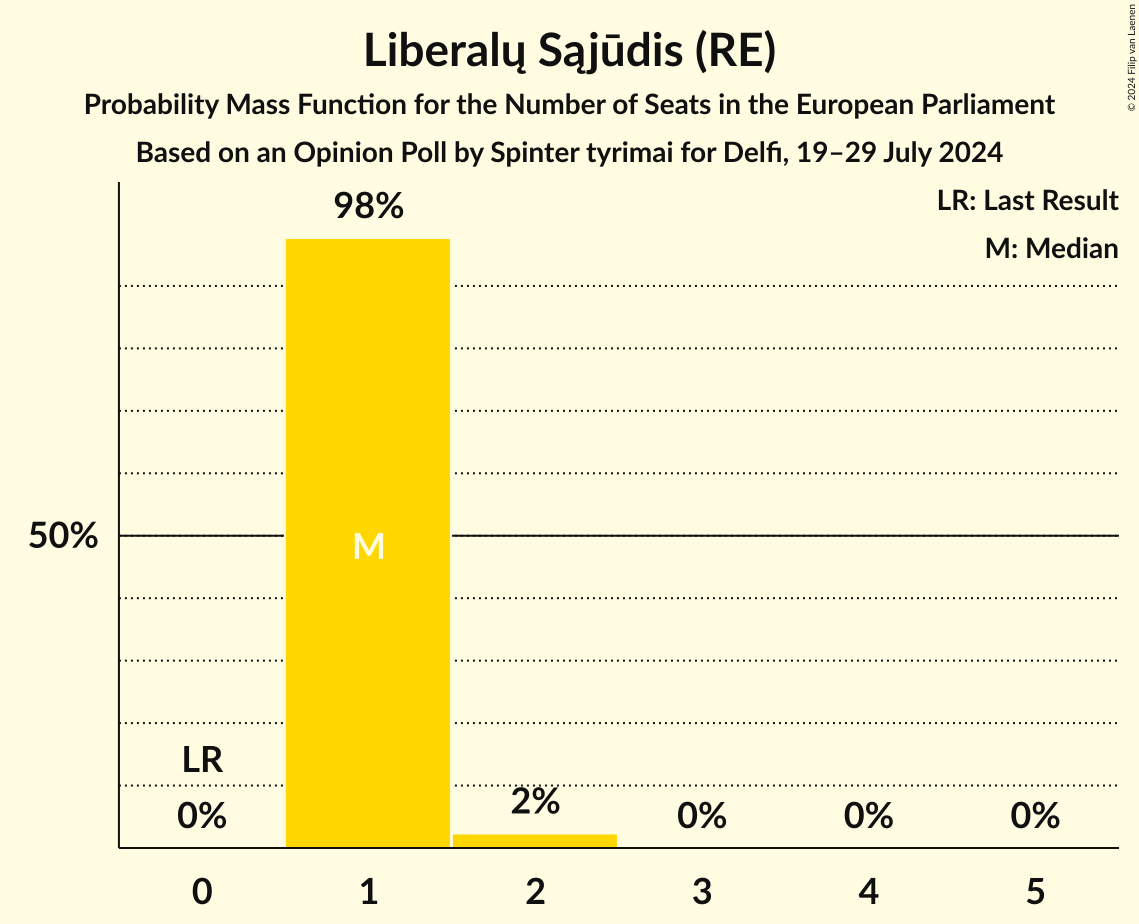 Liberalų Sąjūdis (RE)
Probability Mass Function for the Number of Seats in the European Parliament
Based on an Opinion Poll by Spinter tyrimai for Delfi, 19–29 July 2024
© 2024 Filip van Laenen
LR: Last Result
M: Median
98%
50%
M
LR
0%
2%
0%
0%
0%
0 1 2 3 4 5